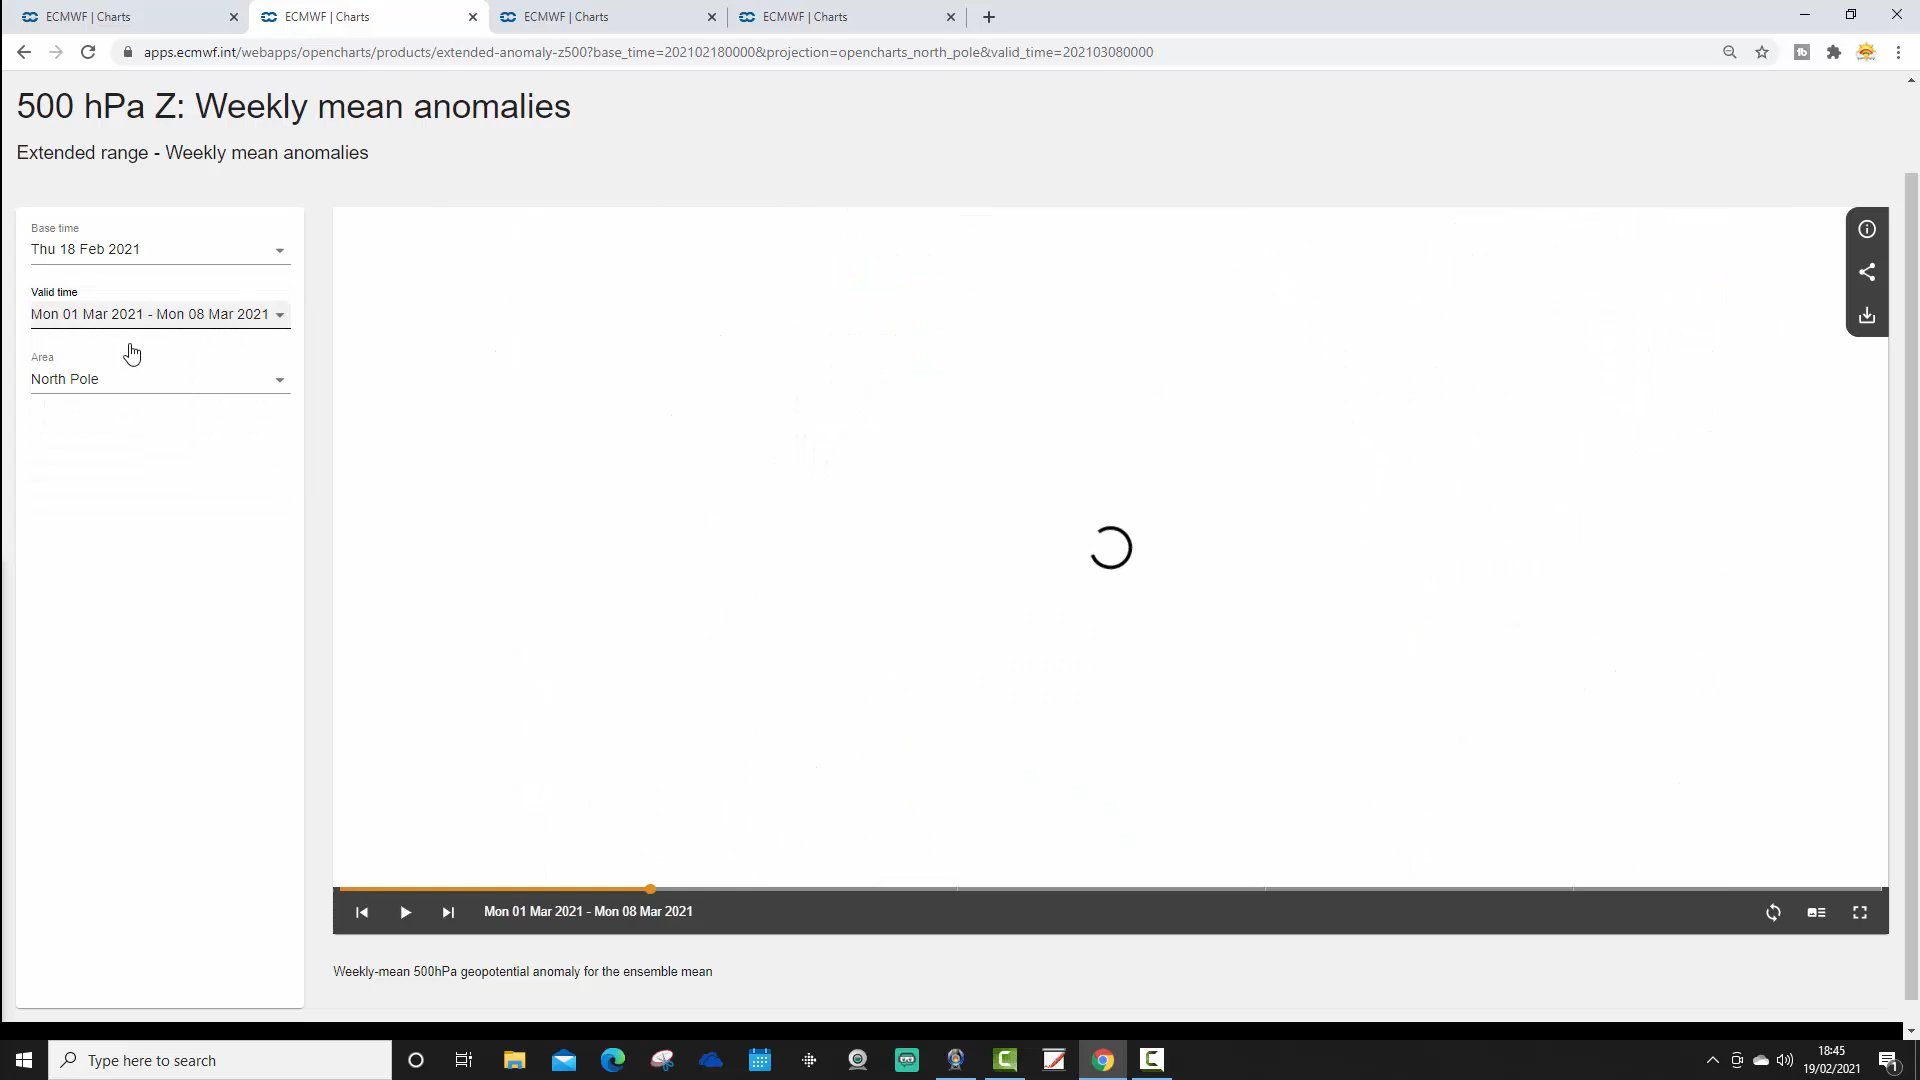 ECMWF | Charts
ECMWF | Charts
ECMWF | Charts
ECMWF | Charts
apps.ecmwf.int/webapps/opencharts/products/extended-anomaly-z500?base_time=202102180000&projection=opencharts_north_pole&valid_time=202103080000
500 hPa Z: Weekly mean anomalies
Extended range - Weekly mean anomalies
Base time
Thu 18 Feb 2021
Valid time
Mon 01 Mar 2021 - Mon 08 Mar 2021
Area
North Pole
Mon 01 Mar 2021 - Mon 08 Mar 2021
Weekly-mean 500hPa geopotential anomaly for the ensemble mean
Type here to search
18:45
19/02/2021
1